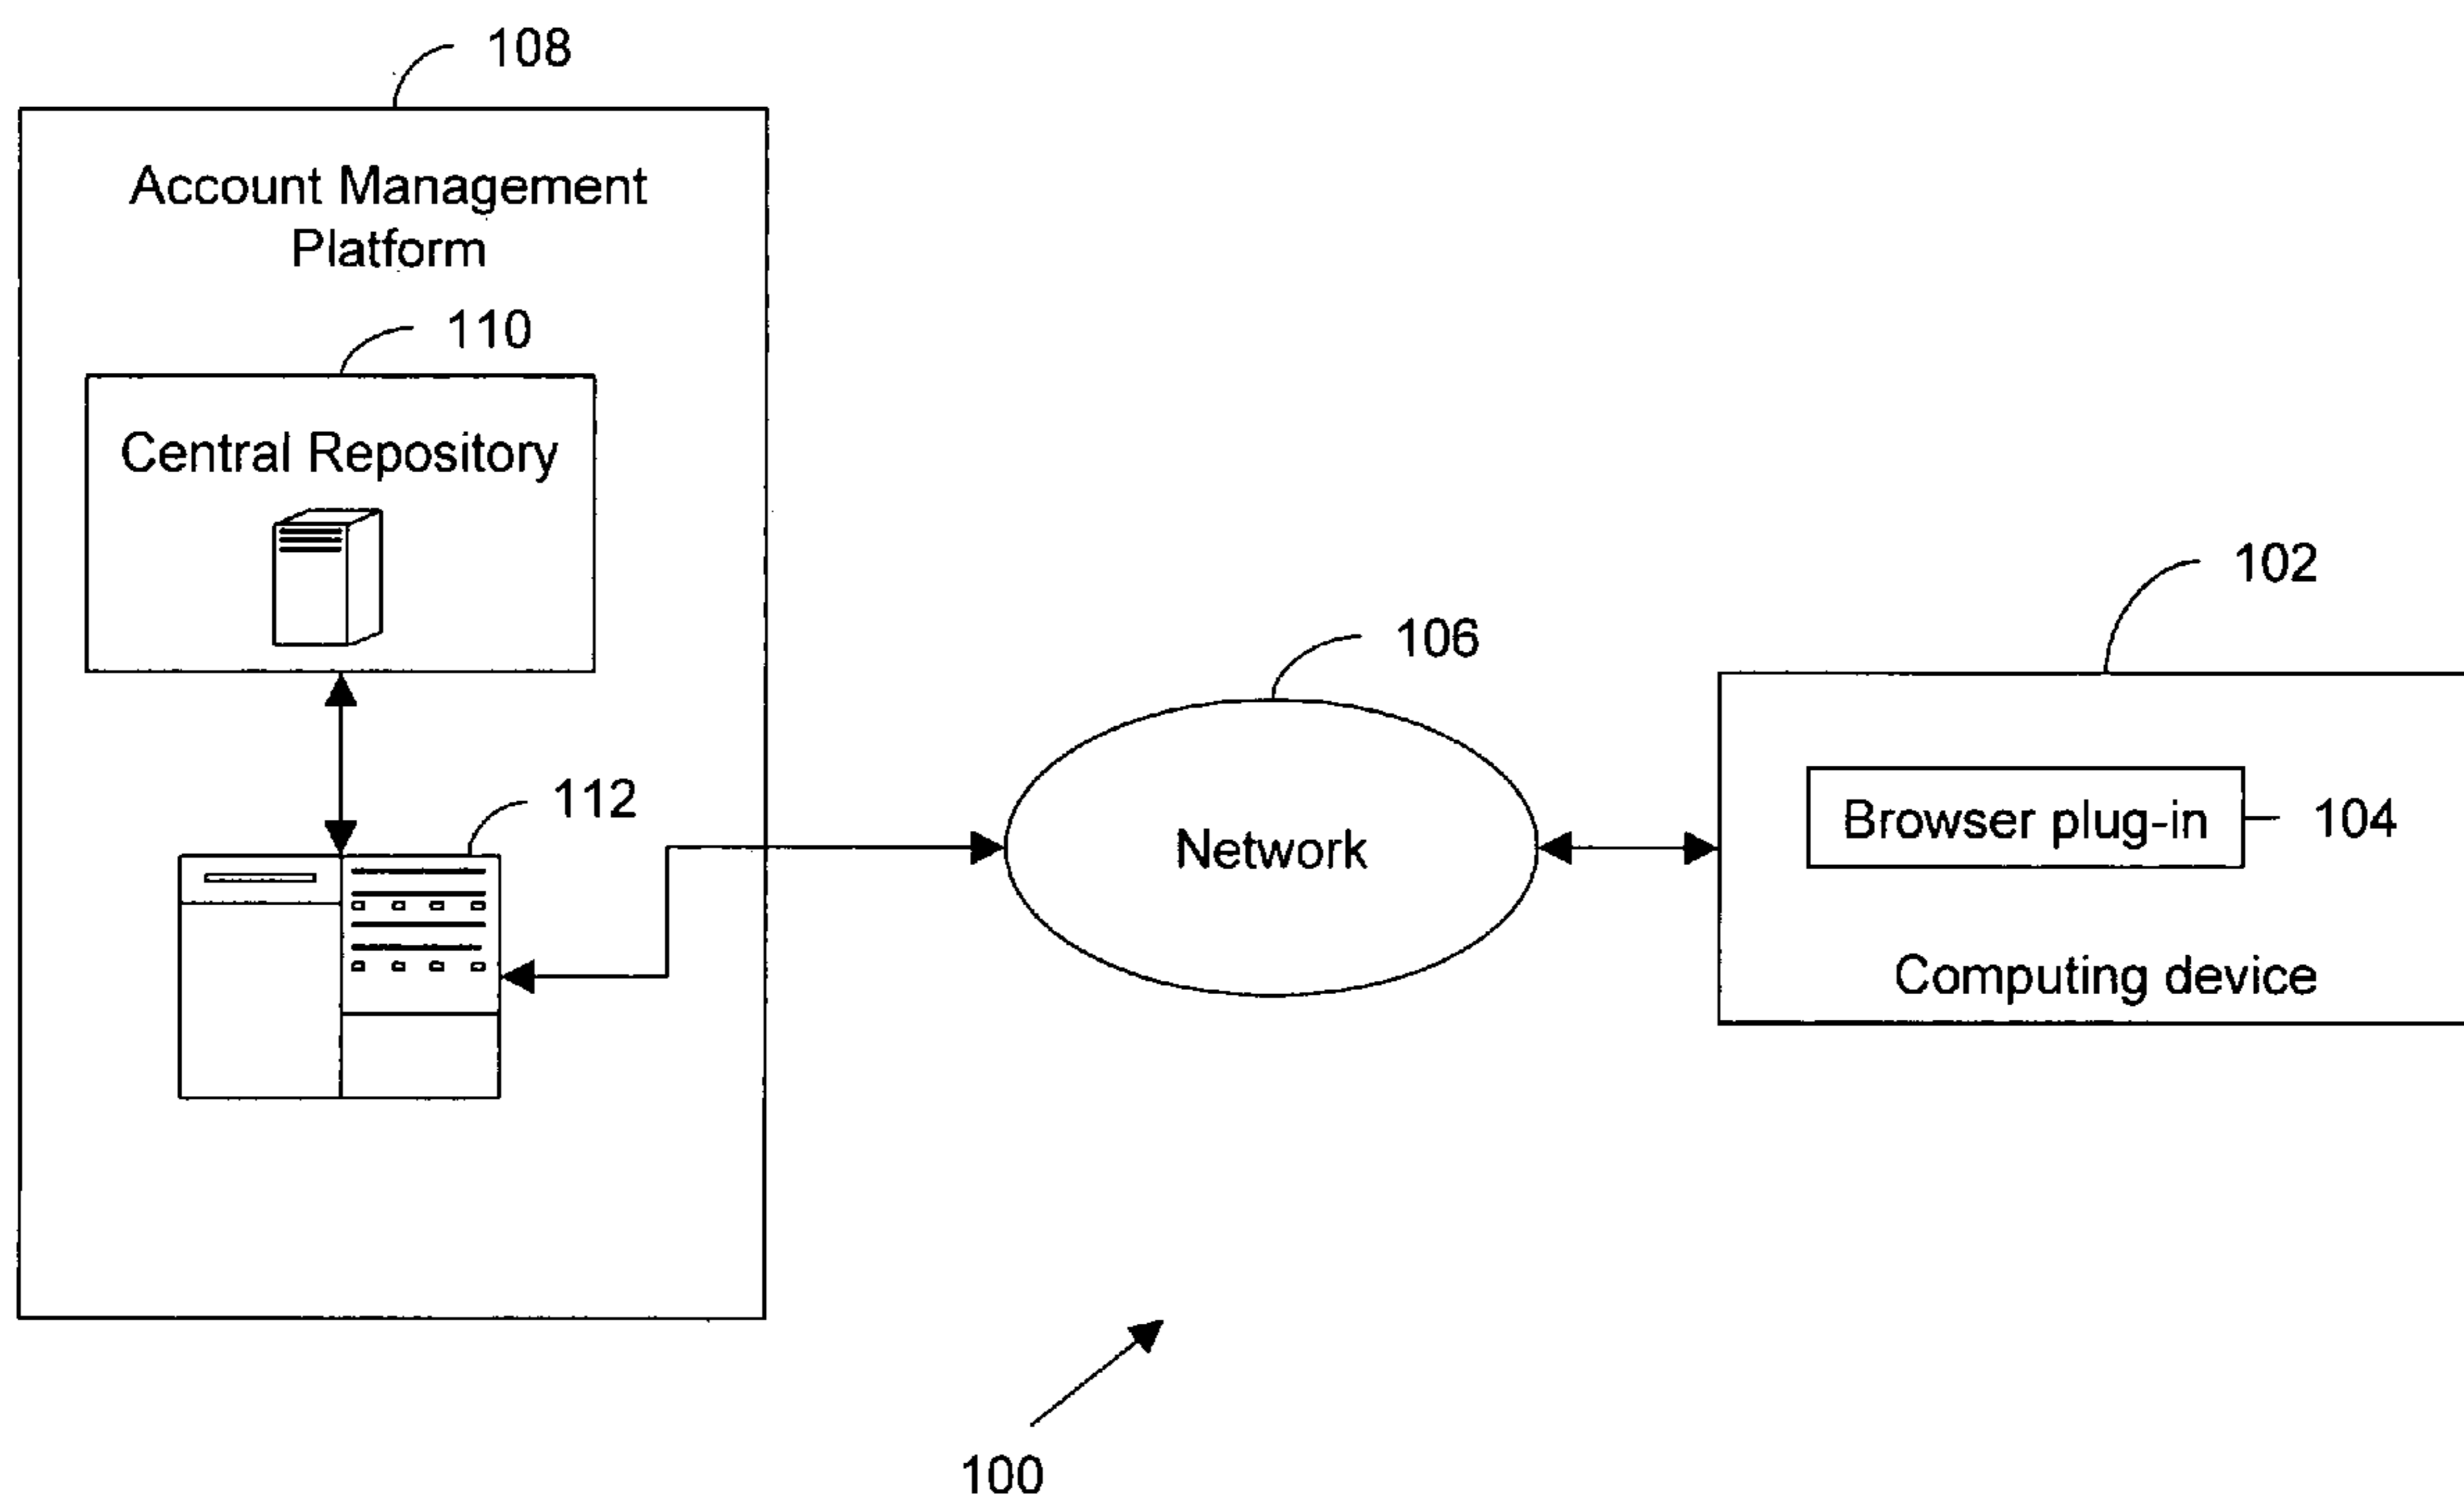 108
Account Management
Platform
110
Central Repository
102
106
112
Browser plug-in
104
Network
Computing device
100